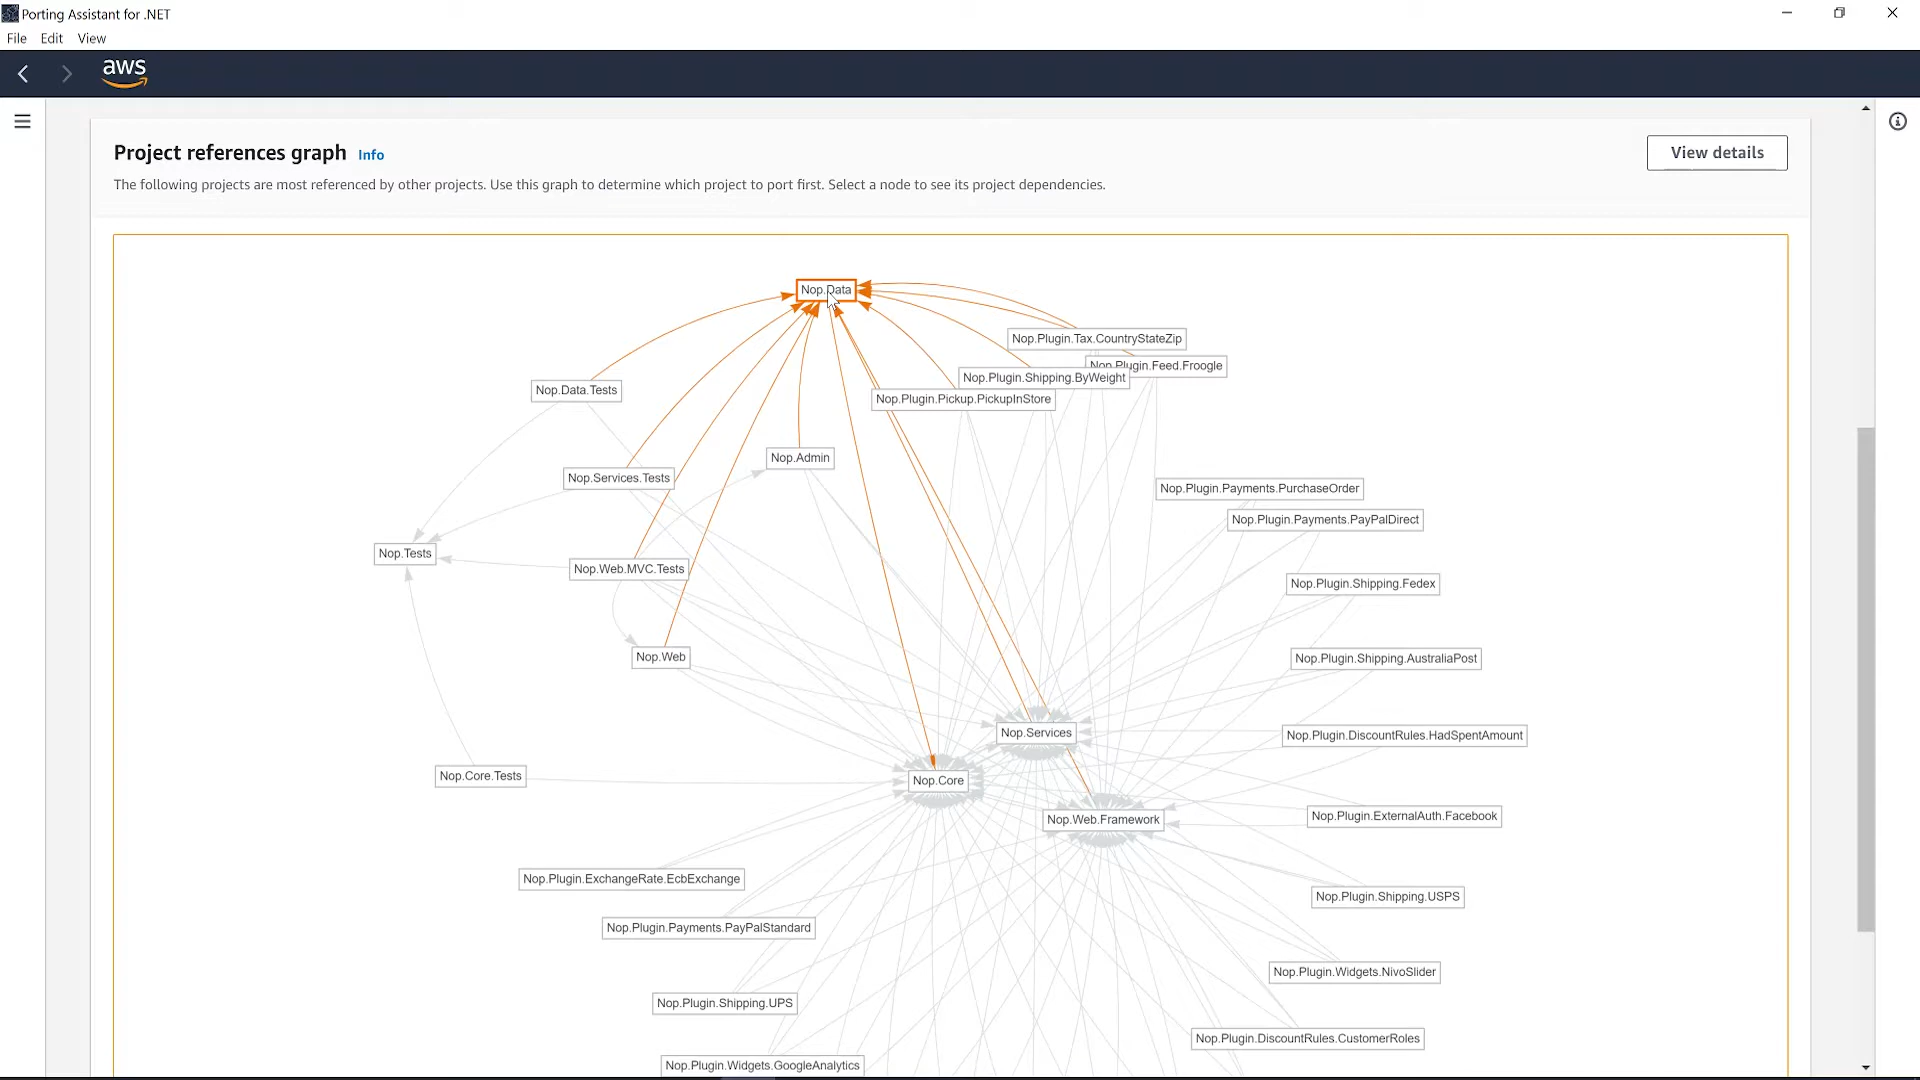 Porting Assistant for .NET
File Edit View
aws
Project references graph Info
View details
The following projects are most referenced by other projects. Use this graph to determine which project to port first. Select a node to see its project dependencies.
Nop.Data
Nop.Plugin.Tax.CountryStateZip
Nop.Plugin.Feed.Froogle
Nop.Plugin.Shipping.ByWeight
Nop.Data.Tests
Nop.Plugin.Pickup.PickupInStore
Nop.Admin
Nop.Services.Tests
Nop.Plugin.Payments.PurchaseOrder
Nop.Plugin.Payments.PayPalDirect
Nop.Tests
Nop.Web.MVC.Tests
Nop.Plugin.Shipping.Fedex
Nop.Web
Nop.Plugin.Shipping.AustraliaPost
Nop.Services
Nop.Plugin.DiscountRules.HadSpentAmount
Nop.Core.Tests
Nop.Core
Nop.Web.Framework
Nop.Plugin.ExternalAuth.Facebook
Nop.Plugin.ExchangeRate.EcbExchange
Nop.Plugin.Shipping.USPS
Nop.Plugin.Payments.PayPalStandard
Nop.Plugin.Widgets.NivoSlider
Nop.Plugin.Shipping.UPS
Nop.Plugin.DiscountRules.CustomerRoles
Nop.Plugin.Widgets.GoogleAnalytics